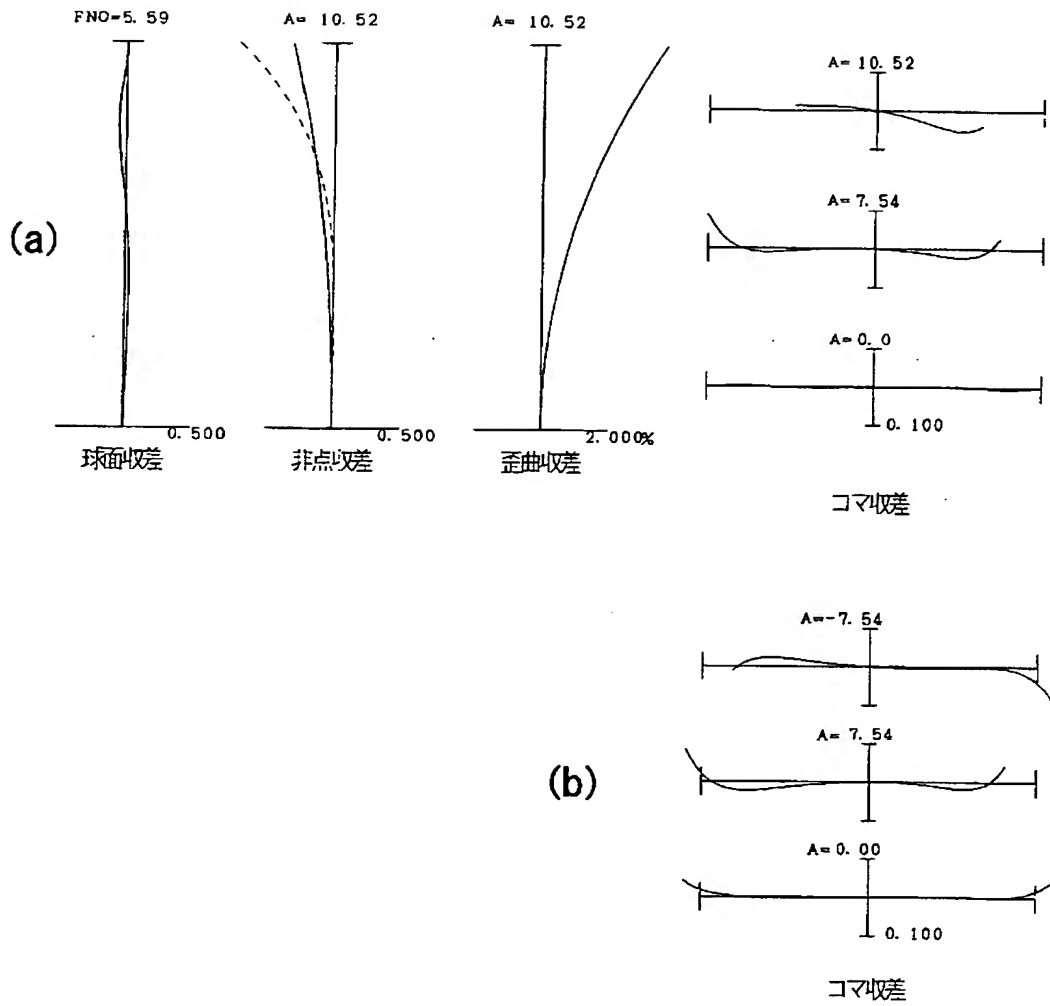 (a)
FNO=5.59
0.500
球面収差
A= 10.52
0.500
非点収差
A= 10.52
2.000%
歪曲収差
A= 10.52
A= 7.54
A= 0.0
0.100
コマ収差
(b)
A=-7.54
A= 7.54
A= 0.00
0.100
コマ収差